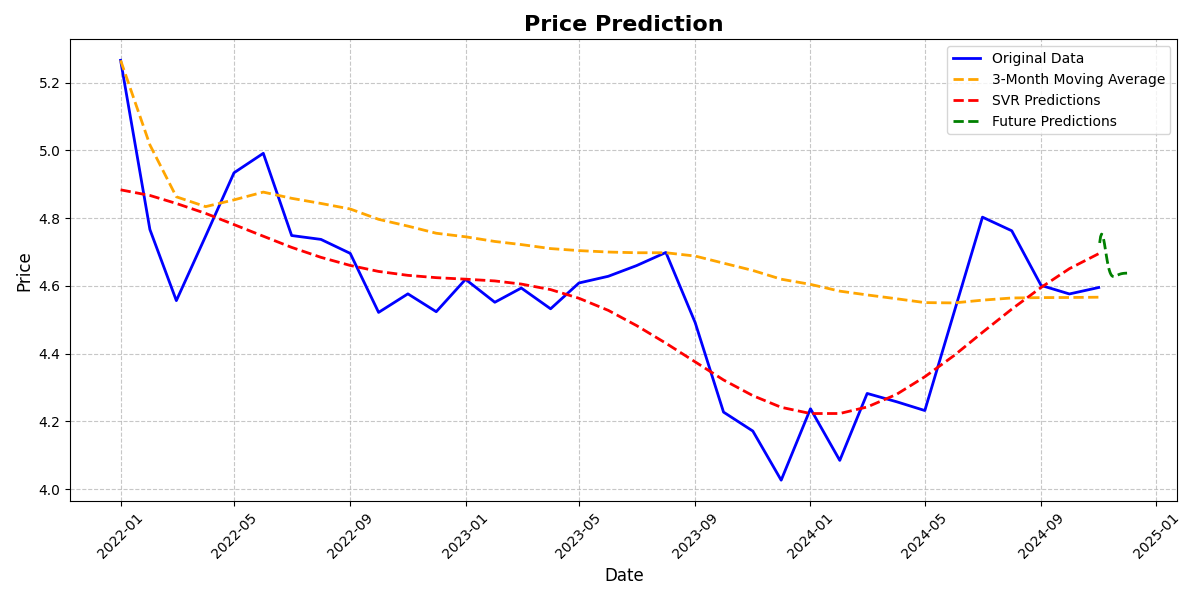 Price Prediction
Original Data
3-Month Moving Average
SVR Predictions
Future Predictions
Price
5.2
5.0
4.8
4.6
4.4
4.2
4.0
2022-01
2022-05
2022-09
2023-01
2023-05
2023-09
2024-01
2024-05
2024-09
2025-01
Date